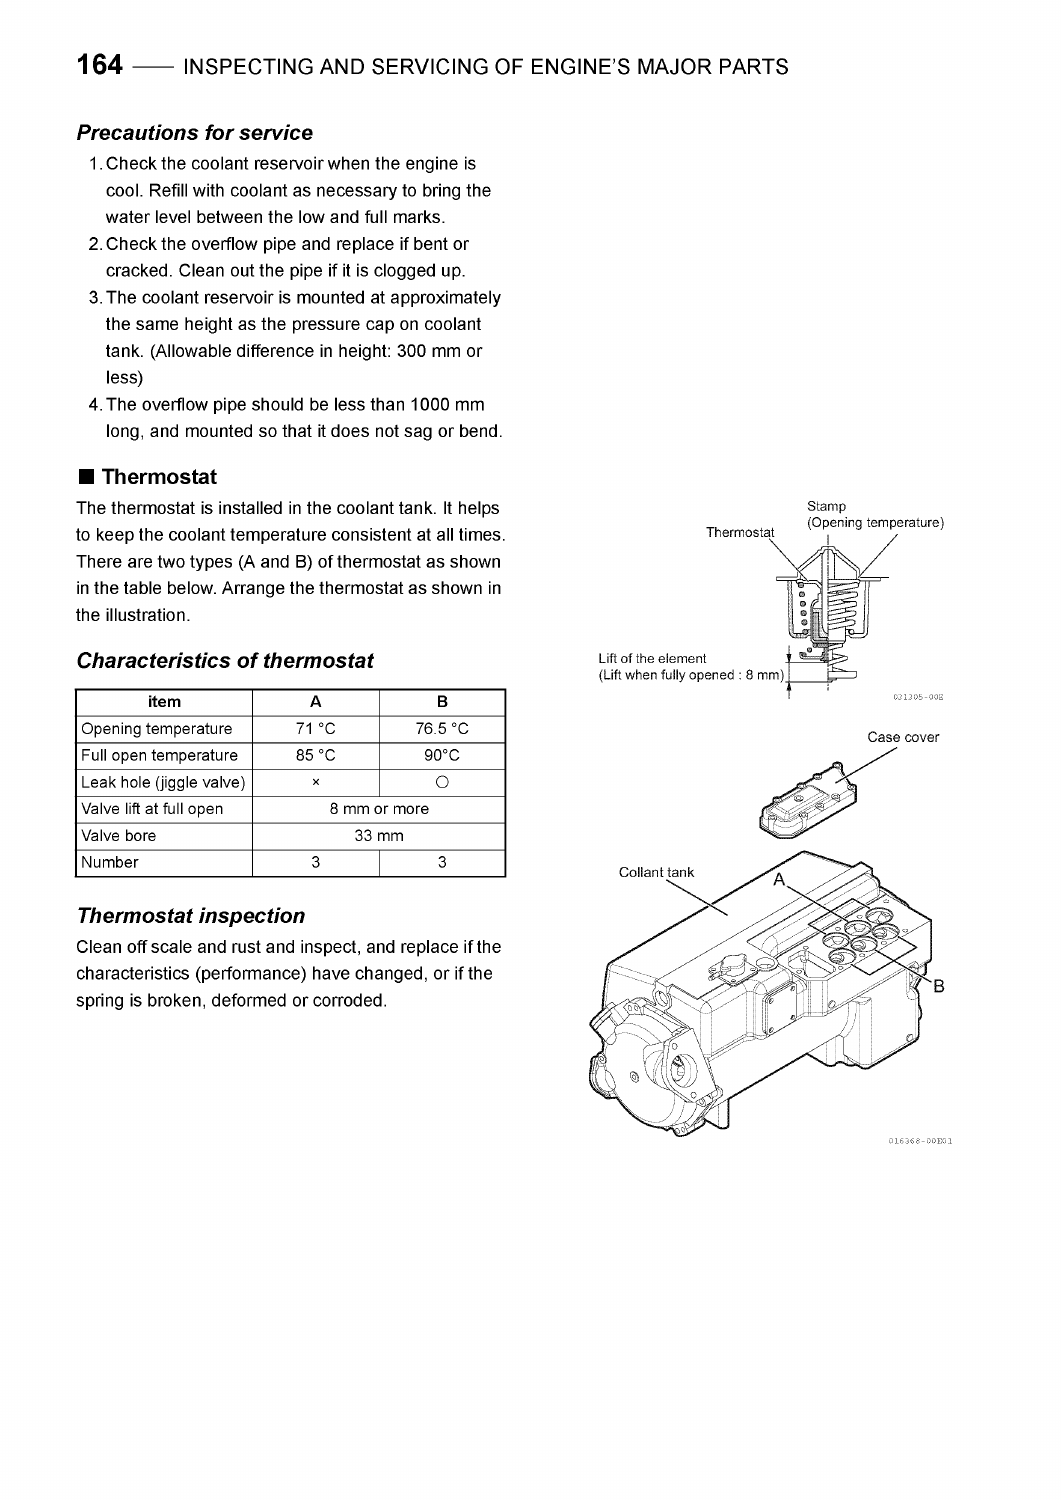 164 — INSPECTING AND SERVICING OF ENGINE'S MAJOR PARTS
Precautions for service
1. Check the coolant reservoir when the engine is
cool. Refill with coolant as necessary to bring the
water level between the low and full marks.
2. Check the overflow pipe and replace if bent or
cracked. Clean out the pipe if it is clogged up.
3. The coolant reservoir is mounted at approximately
the same height as the pressure cap on coolant
tank. (Allowable difference in height: 300 mm or
less)
4. The overflow pipe should be less than 1000 mm
long, and mounted so that it does not sag or bend.
■ Thermostat
The thermostat is installed in the coolant tank. It helps
to keep the coolant temperature consistent at all times.
There are two types (A and B) of thermostat as shown
in the table below. Arrange the thermostat as shown in
the illustration.
Characteristics of thermostat
item A B
Opening temperature 71 °C 76.5 °C
Full open temperature 85 °C 90°C
Leak hole (jiggle valve) × ○
Valve lift at full open 8 mm or more
Valve bore 33 mm
Number 3 3
Thermostat inspection
Clean off scale and rust and inspect, and replace if the
characteristics (performance) have changed, or if the
spring is broken, deformed or corroded.
Stamp
(Opening temperature)
Thermostat
Lift of the element
(Lift when fully opened : 8 mm)
031305-00E
Case cover
Collant tank
A
B
016368-00E01